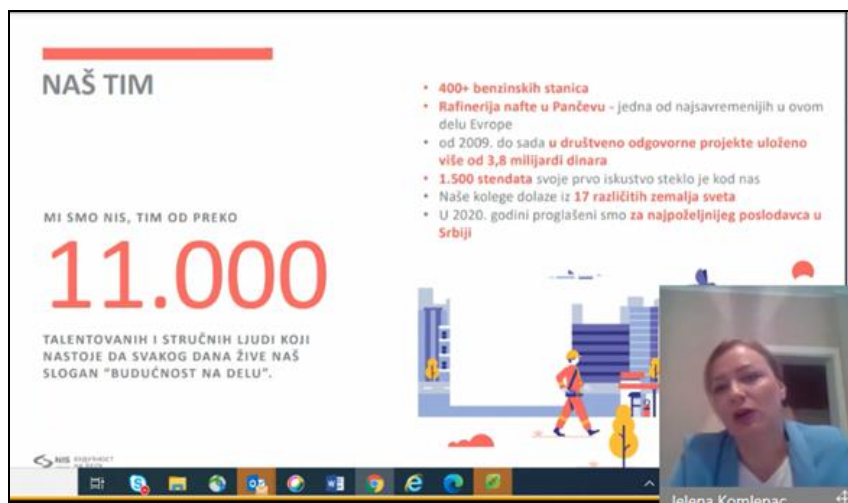 NAŠ TIM
MI SMO NIS, TIM OD PREKO
11.000
TALENTOVANIH I STRUČNIH LJUDI KOJI
NASTOJE DA SVAKOG DANA ŽIVE NAŠ
SLOGAN “BUDUĆNOST NA DELU”.
• 400+ benzinskih stanica
• Rafinerija nafte u Pančevu - jedna od najsavremenijih u ovom
delu Evrope
• od 2009. do sada u društveno odgovorne projekte uloženo
više od 3,8 milijardi dinara
• 1.500 stendata svoje prvo iskustvo steklo je kod nas
• Naše kolege dolaze iz 17 različitih zemalja sveta
• U 2020. godini proglašeni smo za najpoželjnijeg poslodavca u
Srbiji
NIS
Jelena Komlenac